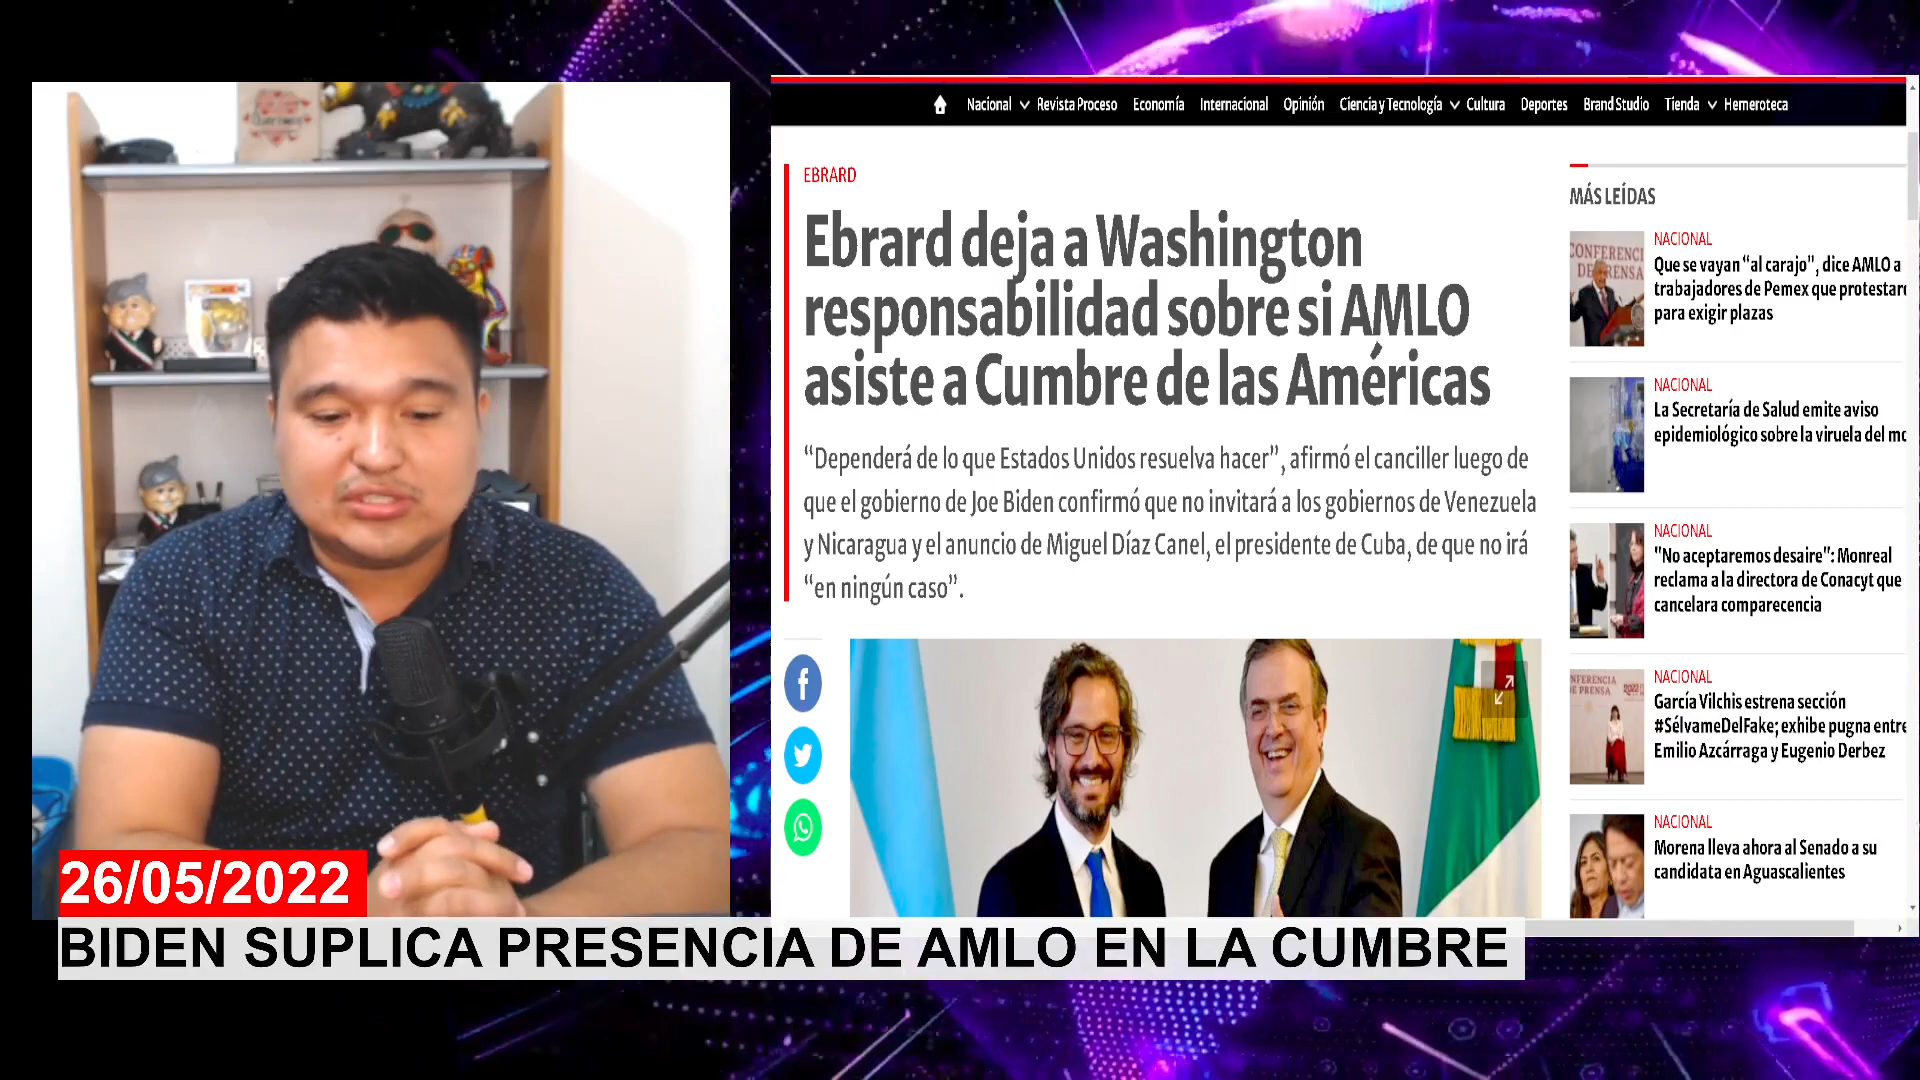 Nacional Revista Proceso Economía Internacional Opinión Ciencia y Tecnología Cultura Deportes Brand Studio Tienda Hemeroteca
EBRARD
Ebrard deja a Washington
responsabilidad sobre si AMLO
asiste a Cumbre de las Américas
“Dependerá de lo que Estados Unidos resuelva hacer”, afirmó el canciller luego de
que el gobierno de Joe Biden confirmó que no invitará a los gobiernos de Venezuela
y Nicaragua y el anuncio de Miguel Díaz Canel, el presidente de Cuba, de que no irá
“en ningún caso”.
MÁS LEÍDAS
CONFERENCI
DE PRENSA
NACIONAL
Que se vayan “al carajo”, dice AMLO a
trabajadores de Pemex que protestaro
para exigir plazas
NACIONAL
La Secretaría de Salud emite aviso
epidemiológico sobre la viruela del mo
NACIONAL
"No aceptaremos desaire": Monreal
reclama a la directora de Conacyt que
cancelara comparecencia
NFERENCIA
DE PRENSA
NACIONAL
García Vilchis estrena sección
#SélvameDelFake; exhibe pugna entre
Emilio Azcárraga y Eugenio Derbez
NACIONAL
Morena lleva ahora al Senado a su
candidata en Aguascalientes
26/05/2022
BIDEN SUPLICA PRESENCIA DE AMLO EN LA CUMBRE